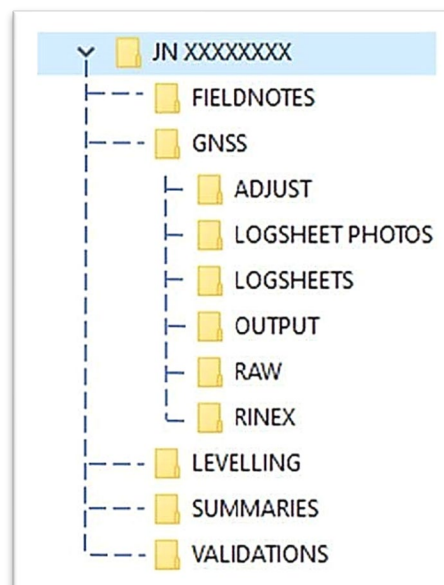 JN XXXXXXXX
FIELDNOTES
GNSS
ADJUST
LOGSHEET PHOTOS
LOGSHEETS
OUTPUT
RAW
RINEX
LEVELLING
SUMMARIES
VALIDATIONS